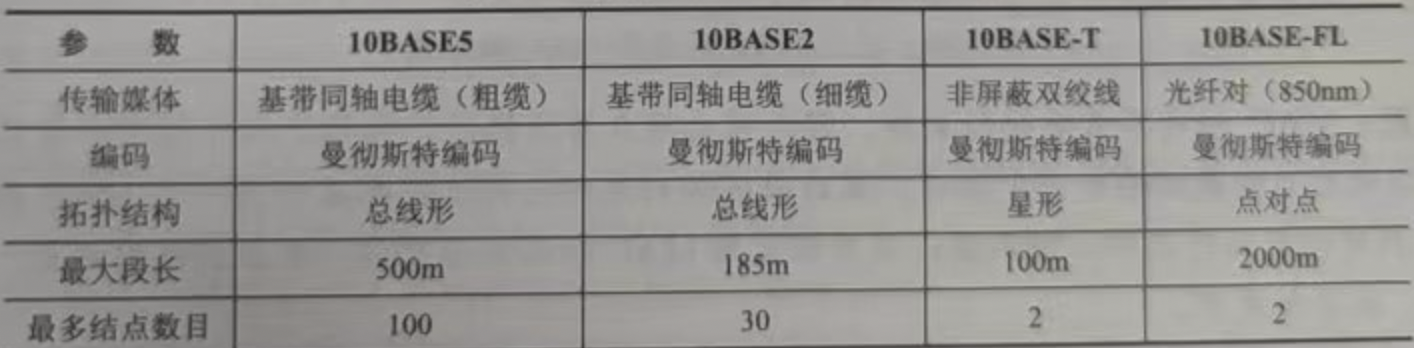 参 数 10BASE5 10BASE2 10BASE-T 10BASE-FL
传输媒体 基带同轴电缆（粗缆） 基带同轴电缆（细缆） 非屏蔽双绞线 光纤对（850nm）
编码 曼彻斯特编码 曼彻斯特编码 曼彻斯特编码 曼彻斯特编码
拓扑结构 总线形 总线形 星形 点对点
最大段长 500m 185m 100m 2000m
最多结点数目 100 30 2 2